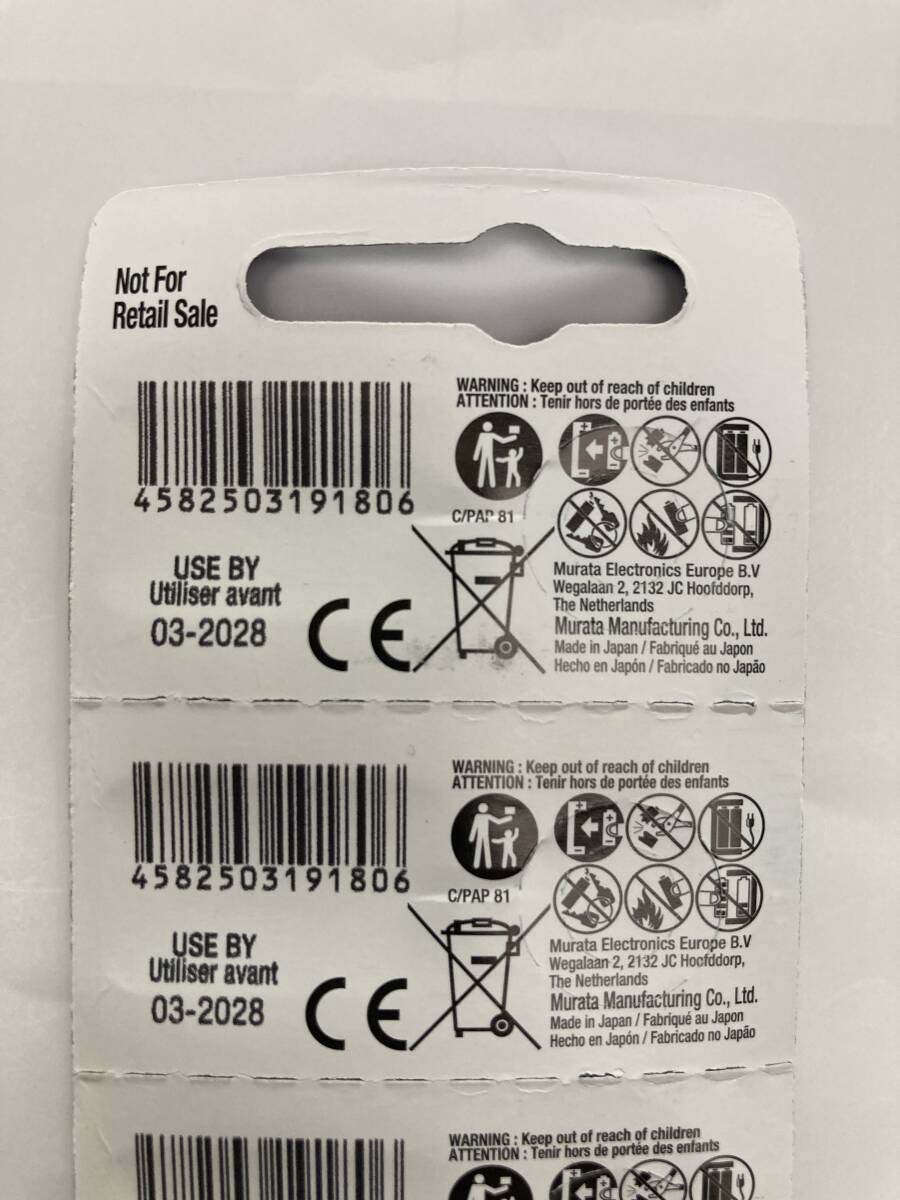 Not For
Retail Sale
WARNING : Keep out of reach of children
ATTENTION : Tenir hors de portée des enfants
4582503191806
C/PAP 81
USE BY
Utiliser avant
03-2028
CE
Murata Electronics Europe B.V
Wegalaan 2, 2132 JC Hoofddorp,
The Netherlands
Murata Manufacturing Co., Ltd.
Made in Japan / Fabriqué au Japon
Hecho en Japón / Fabricado no Japão
WARNING : Keep out of reach of children
ATTENTION : Tenir hors de portée des enfants
4582503191806
C/PAP 81
USE BY
Utiliser avant
03-2028
CE
Murata Electronics Europe B.V
Wegalaan 2, 2132 JC Hoofddorp,
The Netherlands
Murata Manufacturing Co., Ltd.
Made in Japan / Fabriqué au Japon
Hecho en Japón / Fabricado no Japão
WARNING : Keep out of reach of children
ATTENTION : Tenir hors de portée des enfants